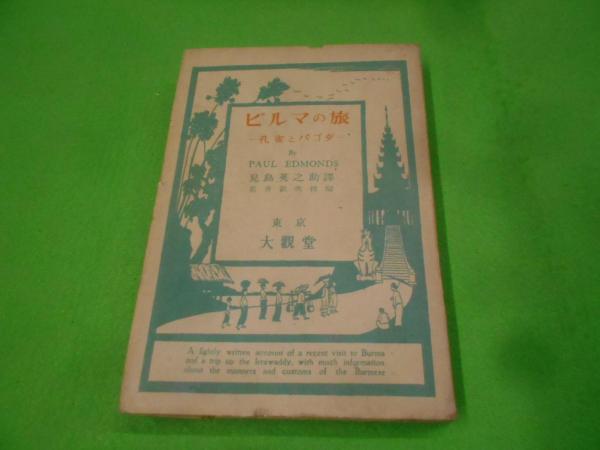 ビルマの旅
―孔雀とパゴダ―
By
PAUL EDMONDS
児島英之助譯
東京
大觀堂
A lightly written account of a recent visit to Burma
and a trip up the Irrawaddy, with much information
about the manners and customs of the Burmese